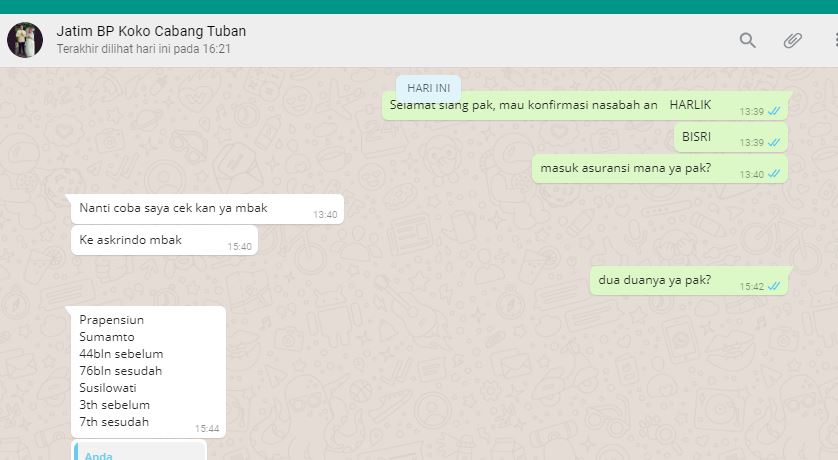 Jatim BP Koko Cabang Tuban
Terakhir dilihat hari ini pada 16:21
HARI INI
Selamat siang pak, mau konfirmasi nasabah an HARLIK
13:39
BISRI
13:39
masuk asuransi mana ya pak?
13:40
Nanti coba saya cek kan ya mbak
13:40
Ke askrindo mbak
15:40
dua duanya ya pak?
15:42
Prapensiun
Sumamto
44bln sebelum
76bln sesudah
Susilowati
3th sebelum
7th sesudah
15:44
Anda